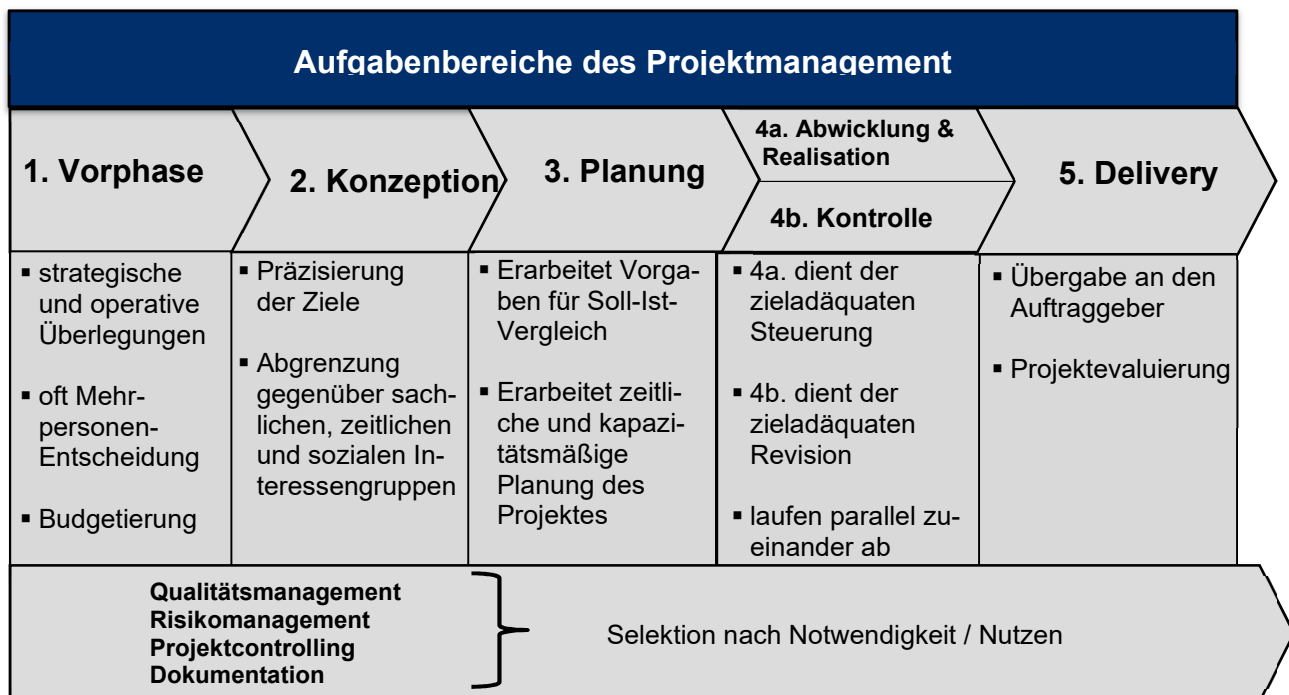 Aufgabenbereiche des Projektmanagement
1. Vorphase
2. Konzeption
3. Planung
4a. Abwicklung &
Realisation
4b. Kontrolle
5. Delivery
▪ strategische
und operative
Überlegungen
▪ oft Mehr-
personen-
Entscheidung
▪ Budgetierung
▪ Präzisierung
der Ziele
▪ Abgrenzung
gegenüber sach-
lichen, zeitlichen
und sozialen In-
teressengruppen
▪ Erarbeitet Vorga-
ben für Soll-Ist-
Vergleich
▪ Erarbeitet zeitli-
che und kapazi-
tätsmäßige
Planung des
Projektes
▪ 4a. dient der
zieladäquaten
Steuerung
▪ 4b. dient der
zieladäquaten
Revision
▪ laufen parallel zu-
einander ab
▪ Übergabe an den
Auftraggeber
▪ Projektevaluierung
Qualitätsmanagement
Risikomanagement
Projektcontrolling
Dokumentation
Selektion nach Notwendigkeit / Nutzen